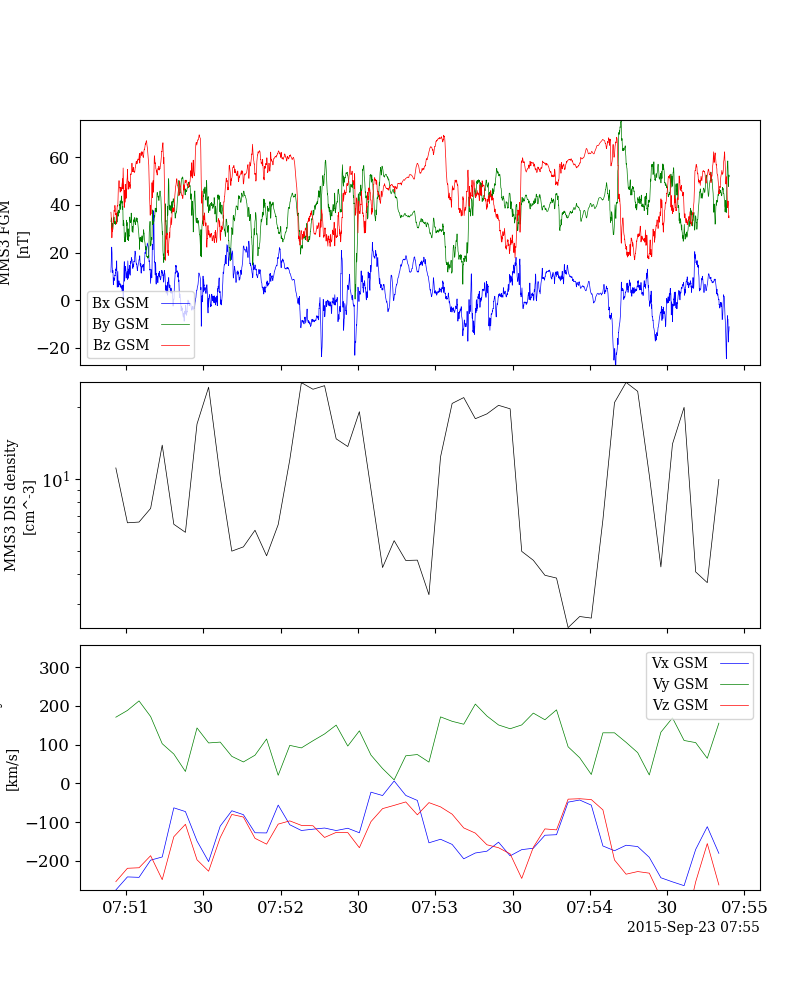 60
40
20
0
−20
MMS3 FGM
[nT]
Bx GSM
By GSM
Bz GSM
10^1
MMS3 DIS density
[cm^-3]
300
200
100
0
−100
−200
[km/s]
Vx GSM
Vy GSM
Vz GSM
07:51 30 07:52 30 07:53 30 07:54 30 07:55
2015-Sep-23 07:55